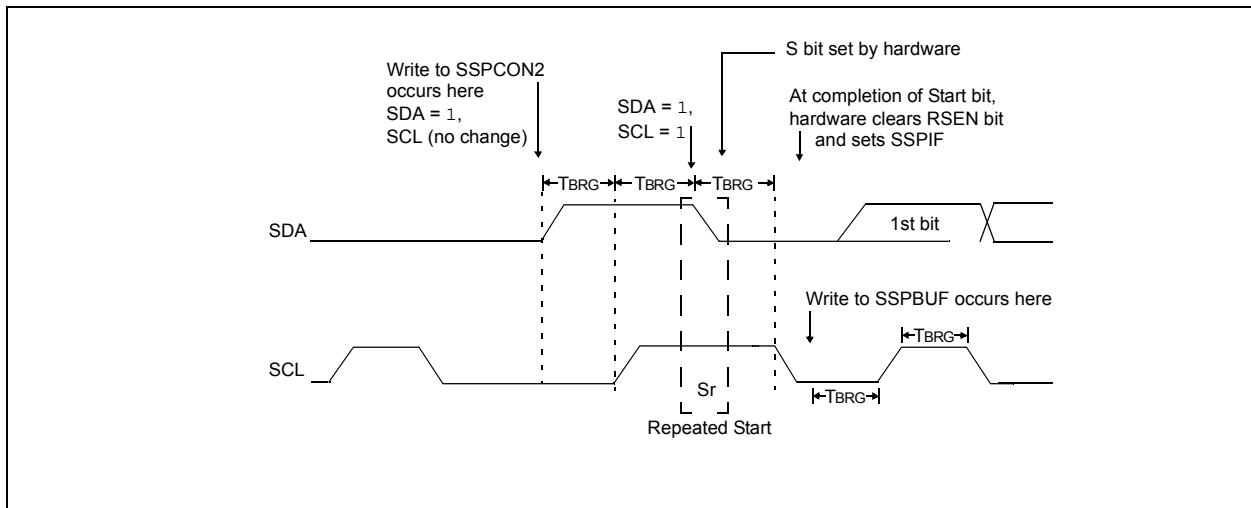 S bit set by hardware
Write to SSPCON2
occurs here
SDA = 1,
SCL (no change)
SDA = 1,
SCL = 1
At completion of Start bit,
hardware clears RSEN bit
and sets SSPIF
TBRG TBRG TBRG
SDA
1st bit
Write to SSPBUF occurs here
TBRG
SCL
Sr
TBRG
Repeated Start